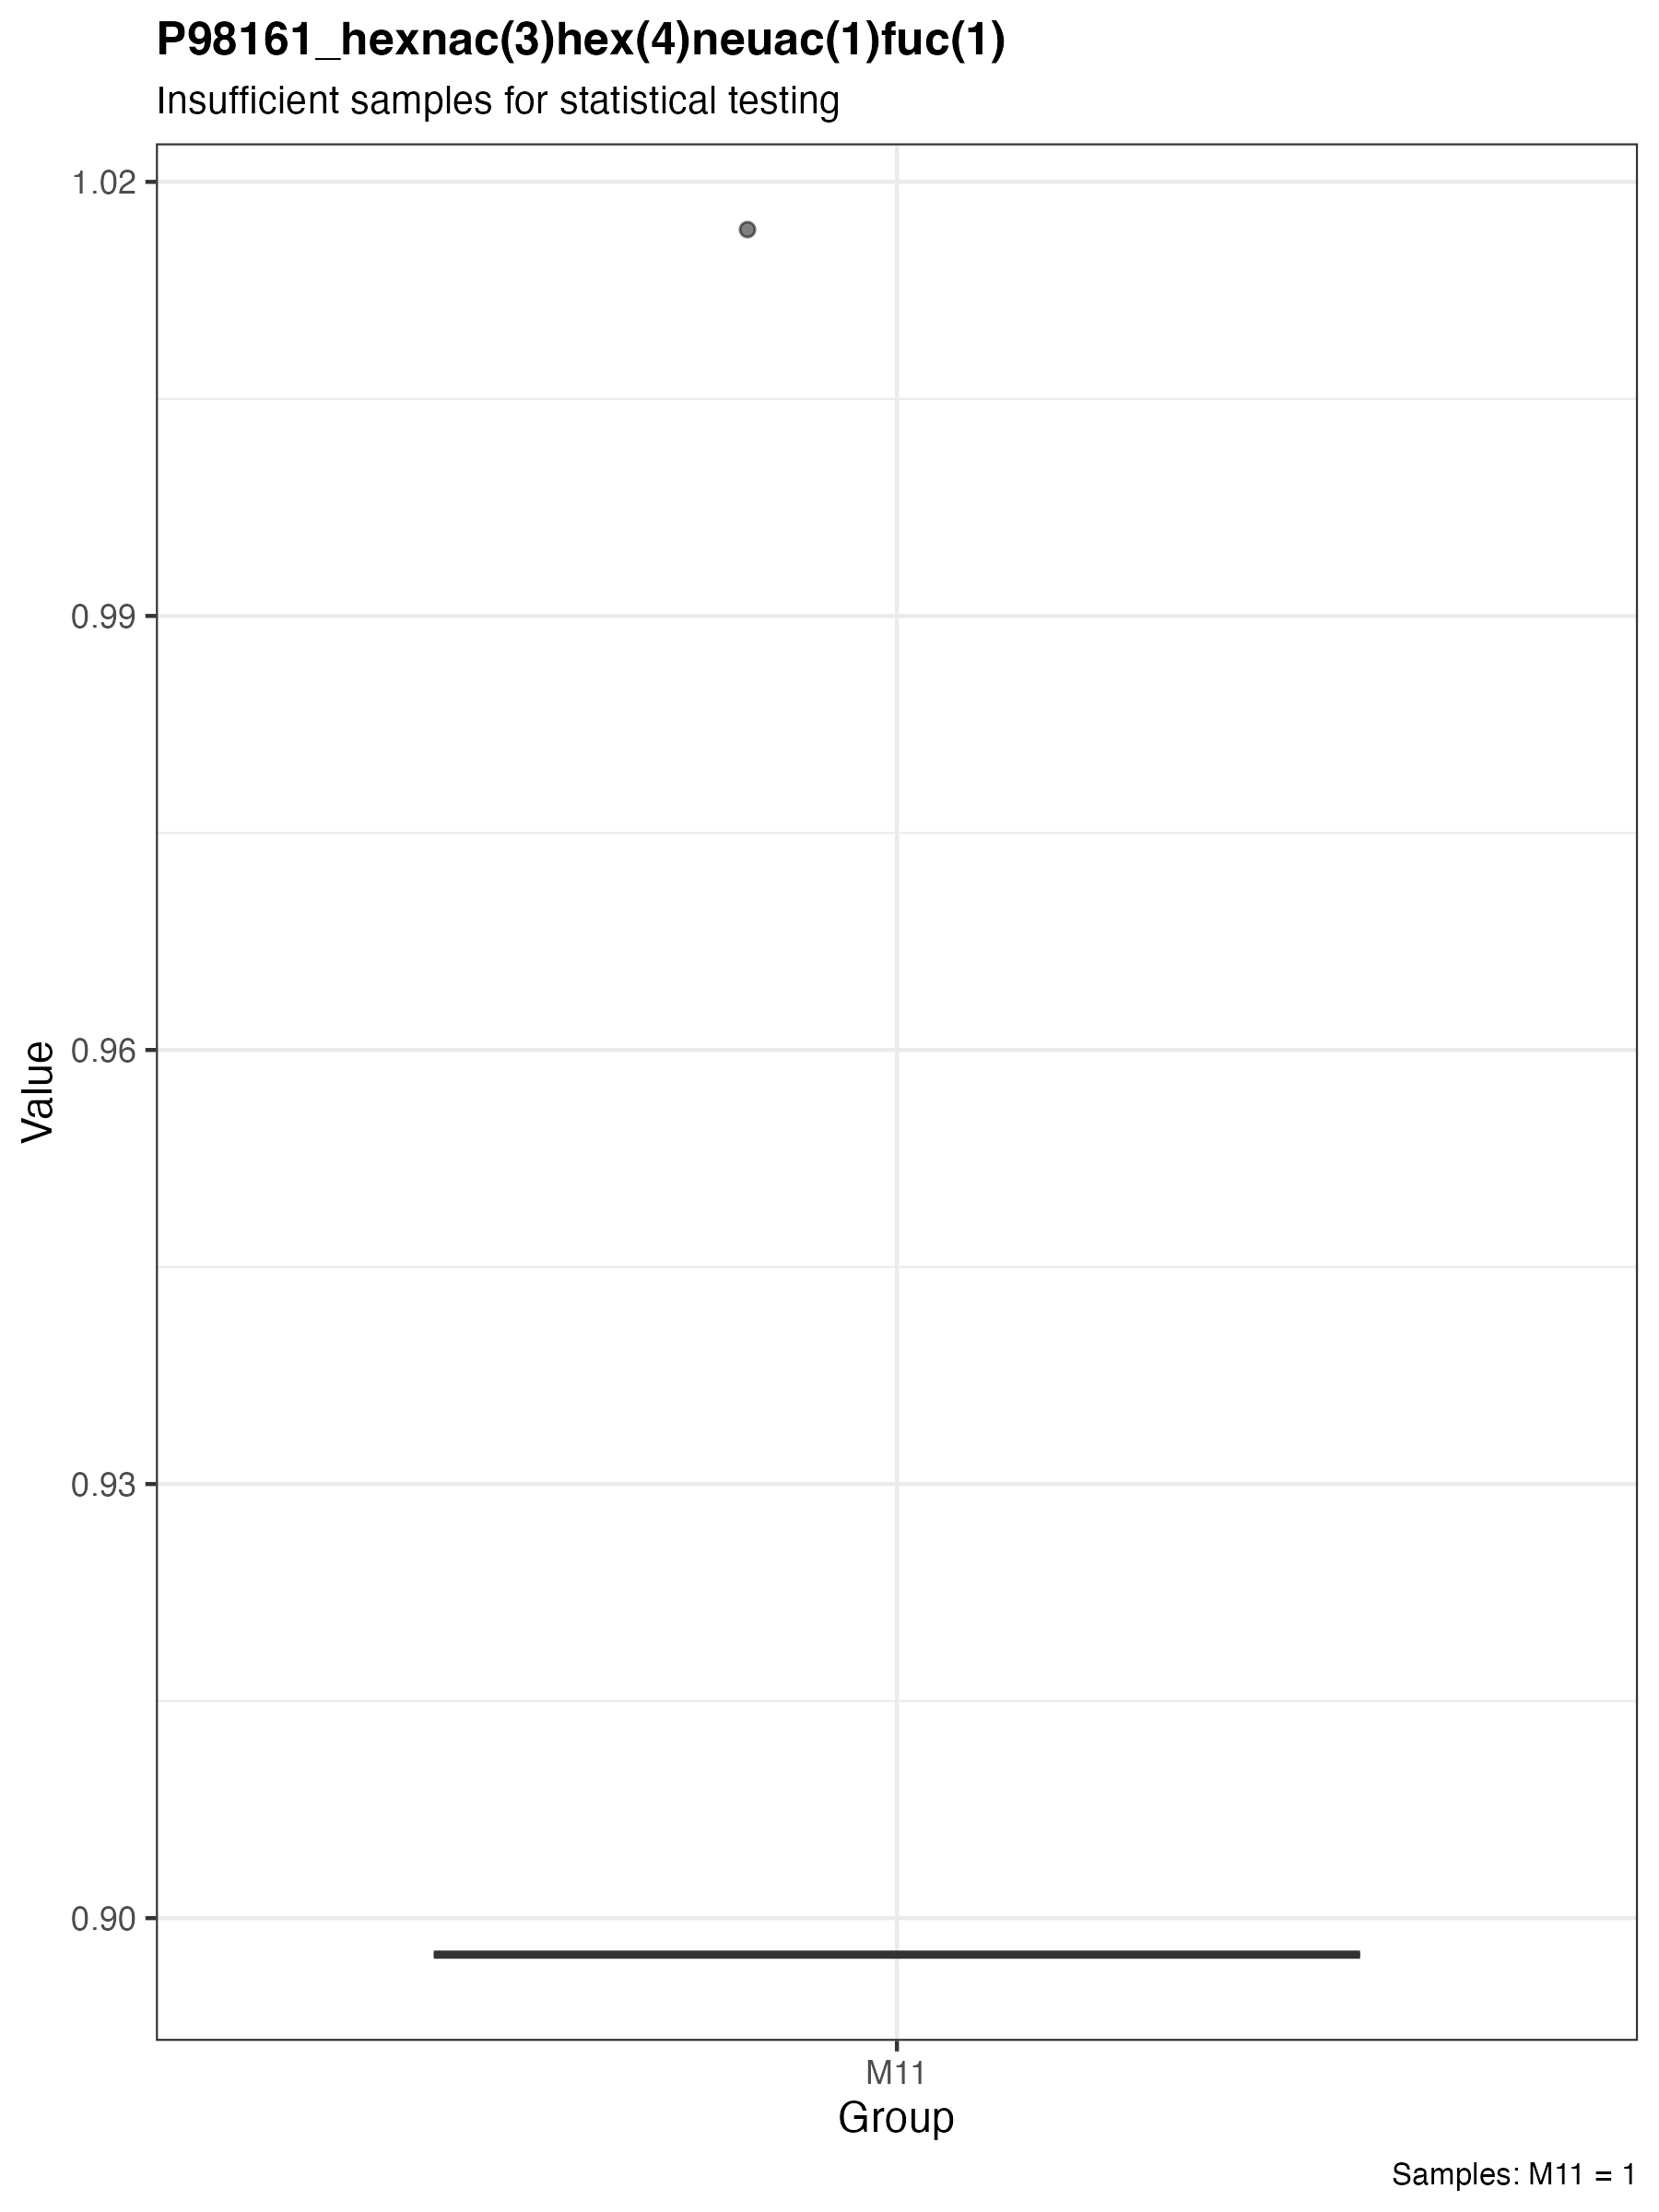 P98161_hexnac(3)hex(4)neuac(1)fuc(1)
Insufficient samples for statistical testing
1.02
0.99
0.96
0.93
0.90
Value
M11
Group
Samples: M11 = 1